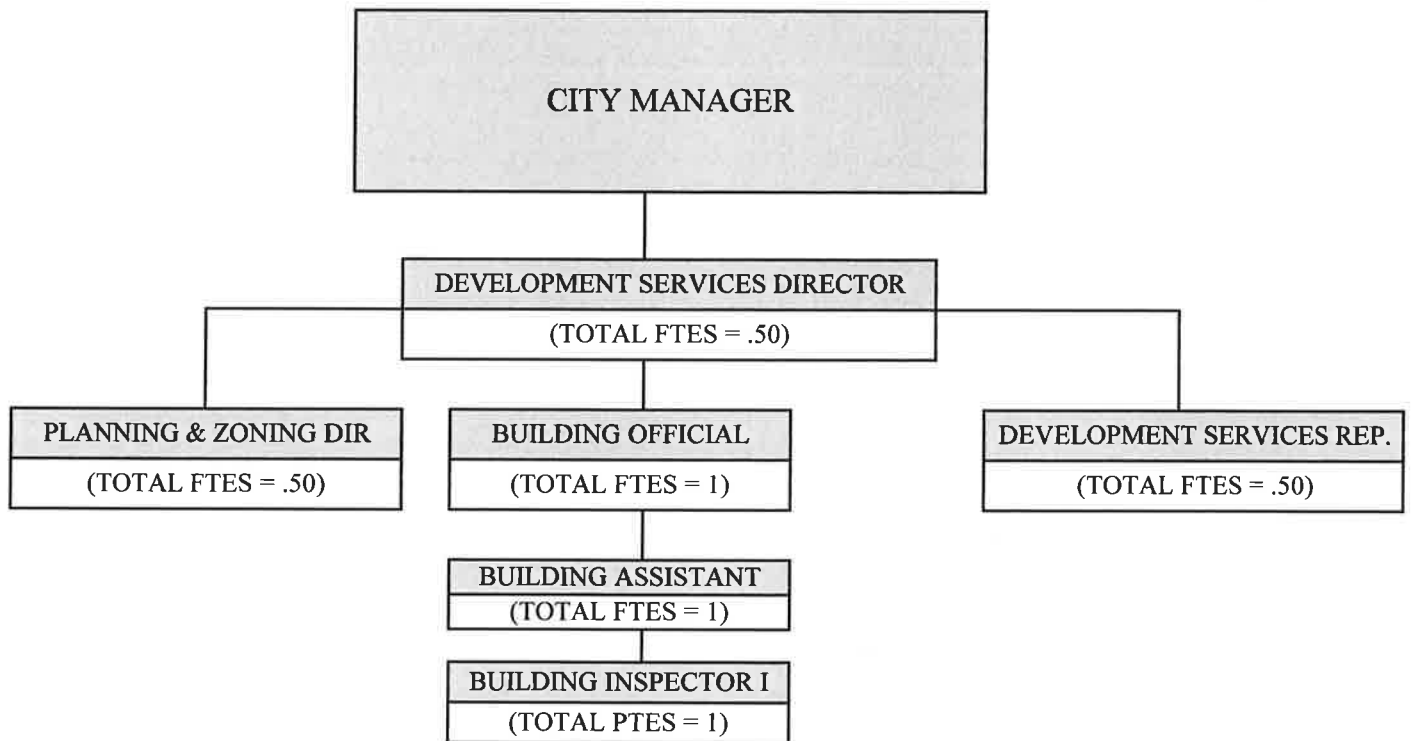 CITY MANAGER
DEVELOPMENT SERVICES DIRECTOR
(TOTAL FTES = .50)
PLANNING & ZONING DIR
(TOTAL FTES = .50)
BUILDING OFFICIAL
(TOTAL FTES = 1)
DEVELOPMENT SERVICES REP.
(TOTAL FTES = .50)
BUILDING ASSISTANT
(TOTAL FTES = 1)
BUILDING INSPECTOR I
(TOTAL PTES = 1)